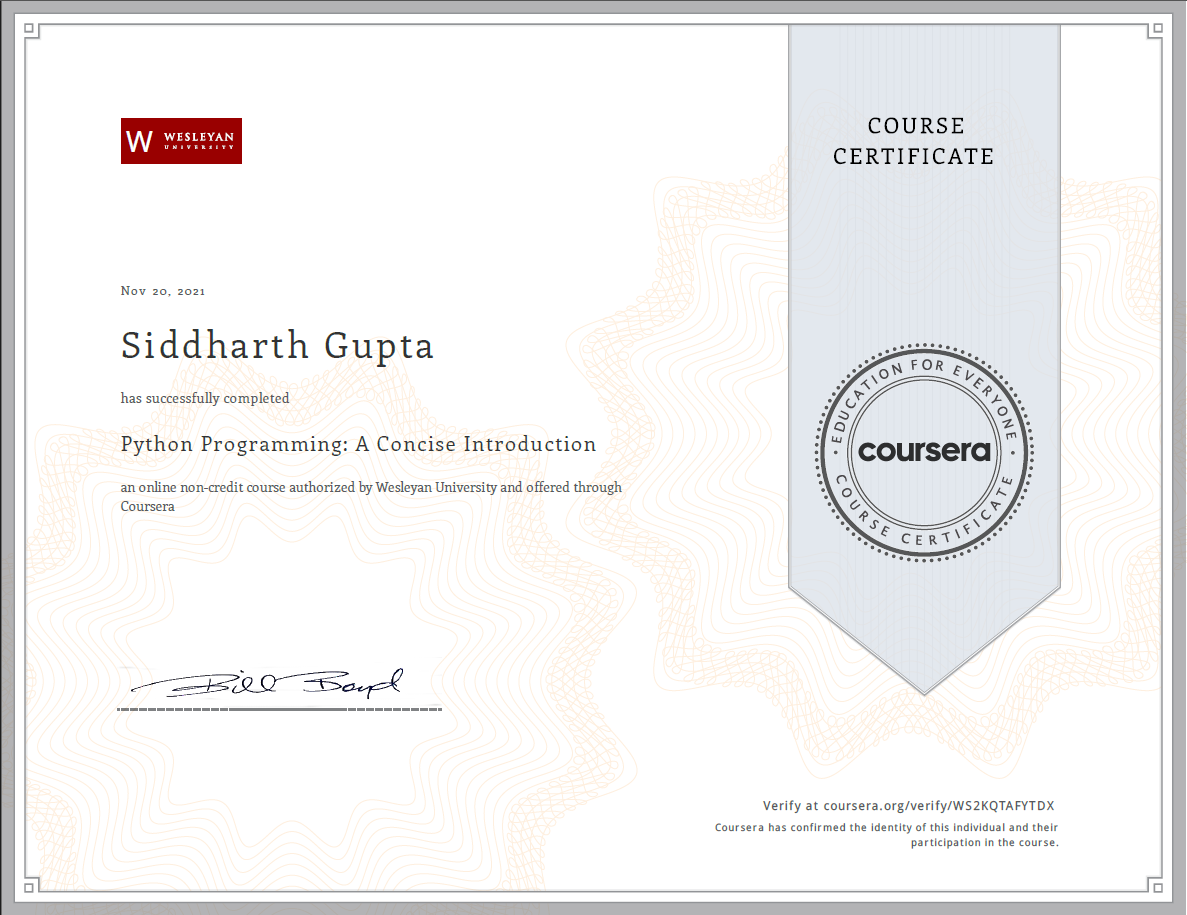 W WESLEYAN
UNIVERSITY
COURSE
CERTIFICATE
Nov 20, 2021
Siddharth Gupta
has successfully completed
Python Programming: A Concise Introduction
an online non-credit course authorized by Wesleyan University and offered through
Coursera
EDUCATION FOR EVERYONE
coursera
COURSE CERTIFICATE
Bill Boyd
Verify at coursera.org/verify/WS2KQTAFYTDX
Coursera has confirmed the identity of this individual and their
participation in the course.